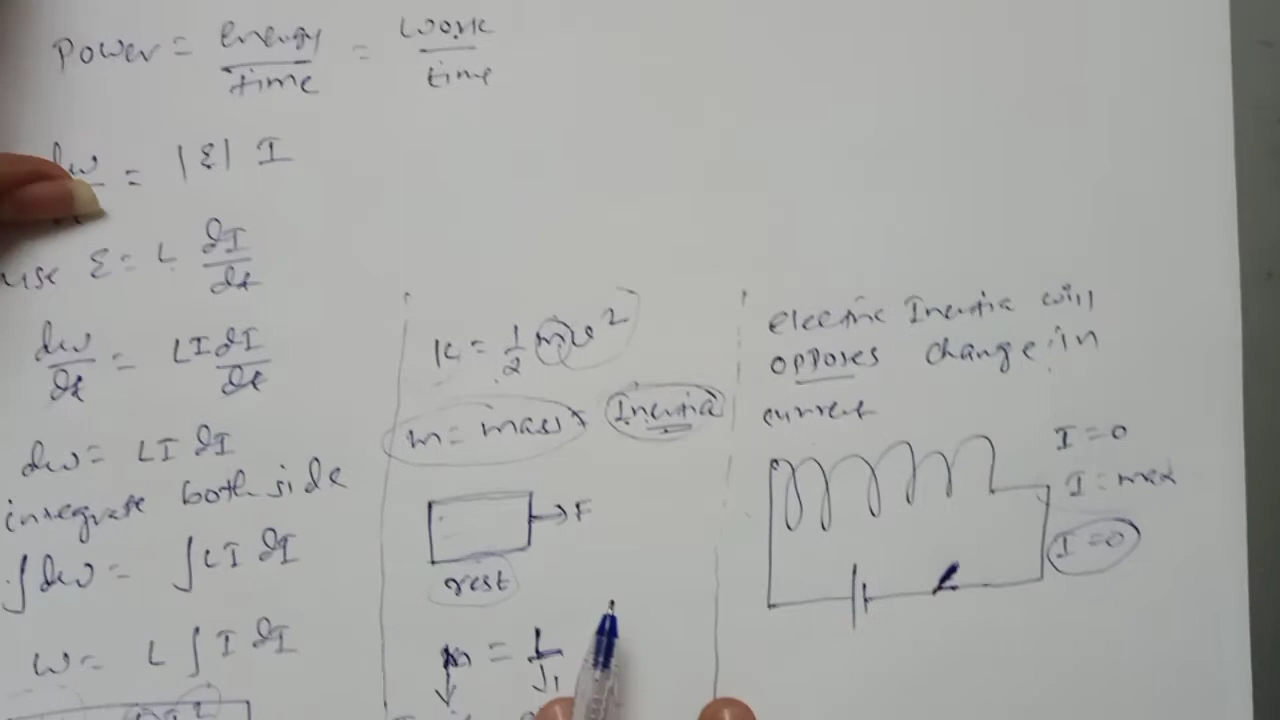 Power = energy/time = work/time
= |ε| I
use ε = L dI/dt
dw/dt = LI dI/dt
dw = LI dI
integrate both side
∫dw = ∫LI dI
w = L ∫ I dI
K = 1/2 mv²
m = mass Inertia
F
rest
m = L
electric Inertia will
opposes change in
current
I = 0
I = max
I = 0